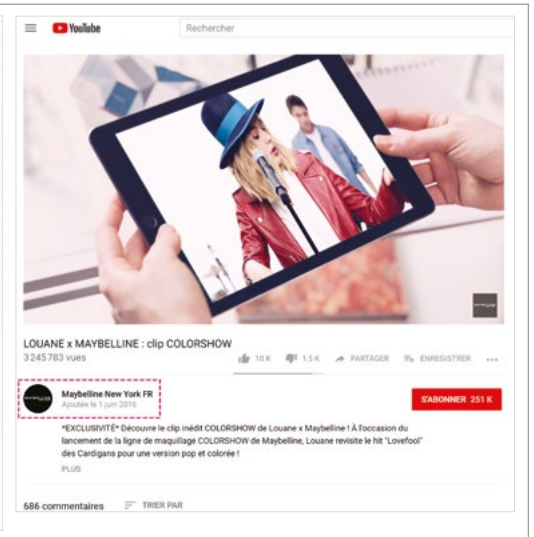 YouTube
Rechercher
LOUANE x MAYBELLINE : clip COLORSHOW
3 245 783 vues
10 K
1,5 K
PARTAGER
ENREGISTRER
Maybelline New York FR
Ajoutée le 1 juin 2016
S'ABONNER 251 K
*EXCLUSIVITÉ* Découvre le clip inédit COLORSHOW de Louane x Maybelline ! À l'occasion du
lancement de la ligne de maquillage COLORSHOW de Maybelline, Louane revisite le hit "Lovefool"
des Cardigans pour une version pop et colorée !
PLUS
686 commentaires
TRIER PAR